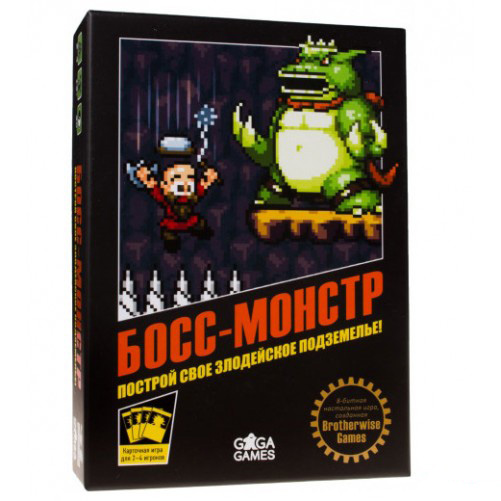 БОСС-МОНСТР
ПОСТРОЙ СВОЕ ЗЛОДЕЙСКОЕ ПОДЗЕМЕЛЬЕ!
8-битная
настольная игра,
созданная
Brotherwise
Games
Карточная игра
для 2-4 игроков
GAGA
GAMES